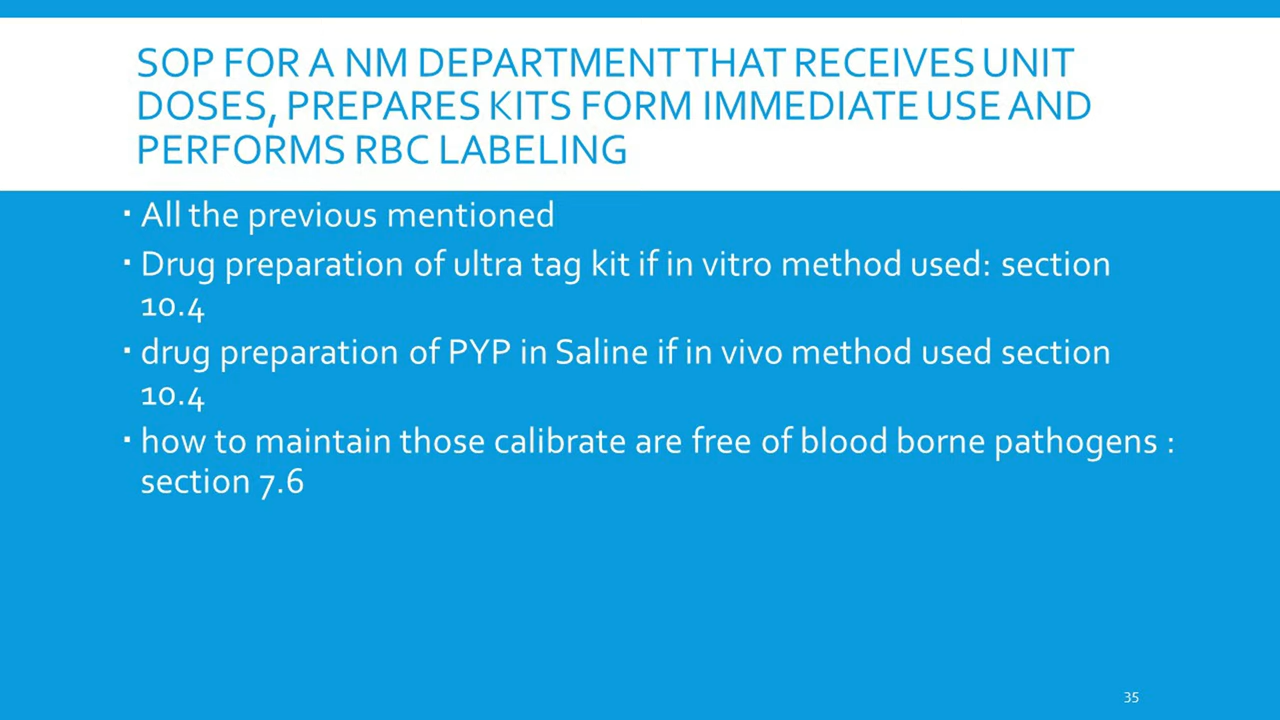 SOP FOR A NM DEPARTMENT THAT RECEIVES UNIT
DOSES, PREPARES KITS FORM IMMEDIATE USE AND
PERFORMS RBC LABELING
▪ All the previous mentioned
▪ Drug preparation of ultra tag kit if in vitro method used: section
10.4
▪ drug preparation of PYP in Saline if in vivo method used section
10.4
▪ how to maintain those calibrate are free of blood borne pathogens :
section 7.6
35